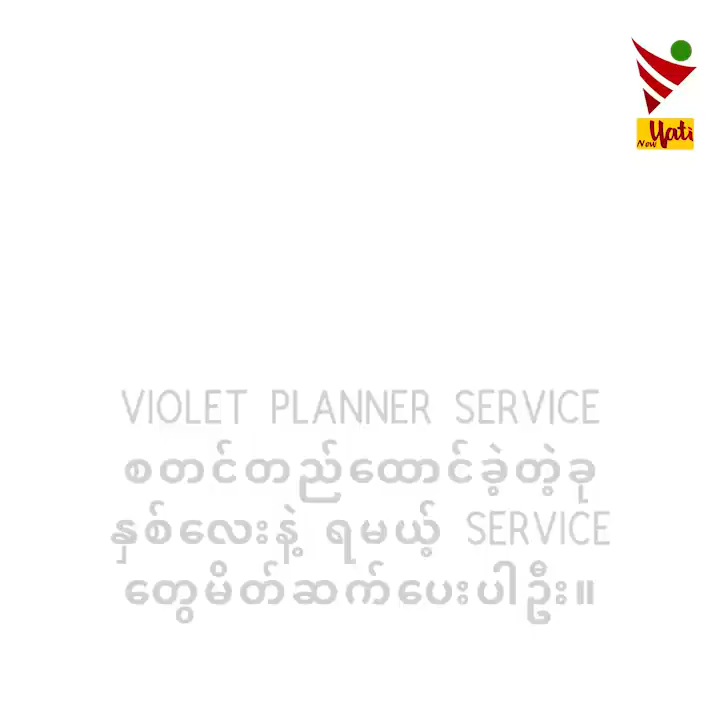 New Yati
VIOLET PLANNER SERVICE
စတင်တည်ထောင်ခဲ့တဲ့ခု
နှစ်လေးနဲ့ ရမယ့် SERVICE
တွေမိတ်ဆက်ပေးပါဦး။